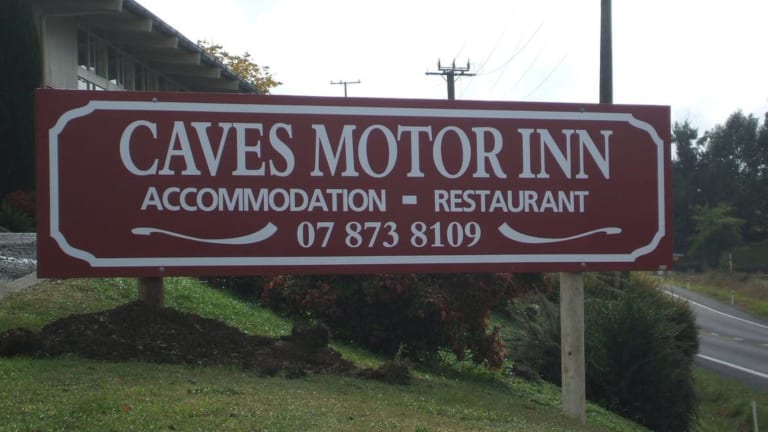 CAVES MOTOR INN
ACCOMMODATION - RESTAURANT
07 873 8109